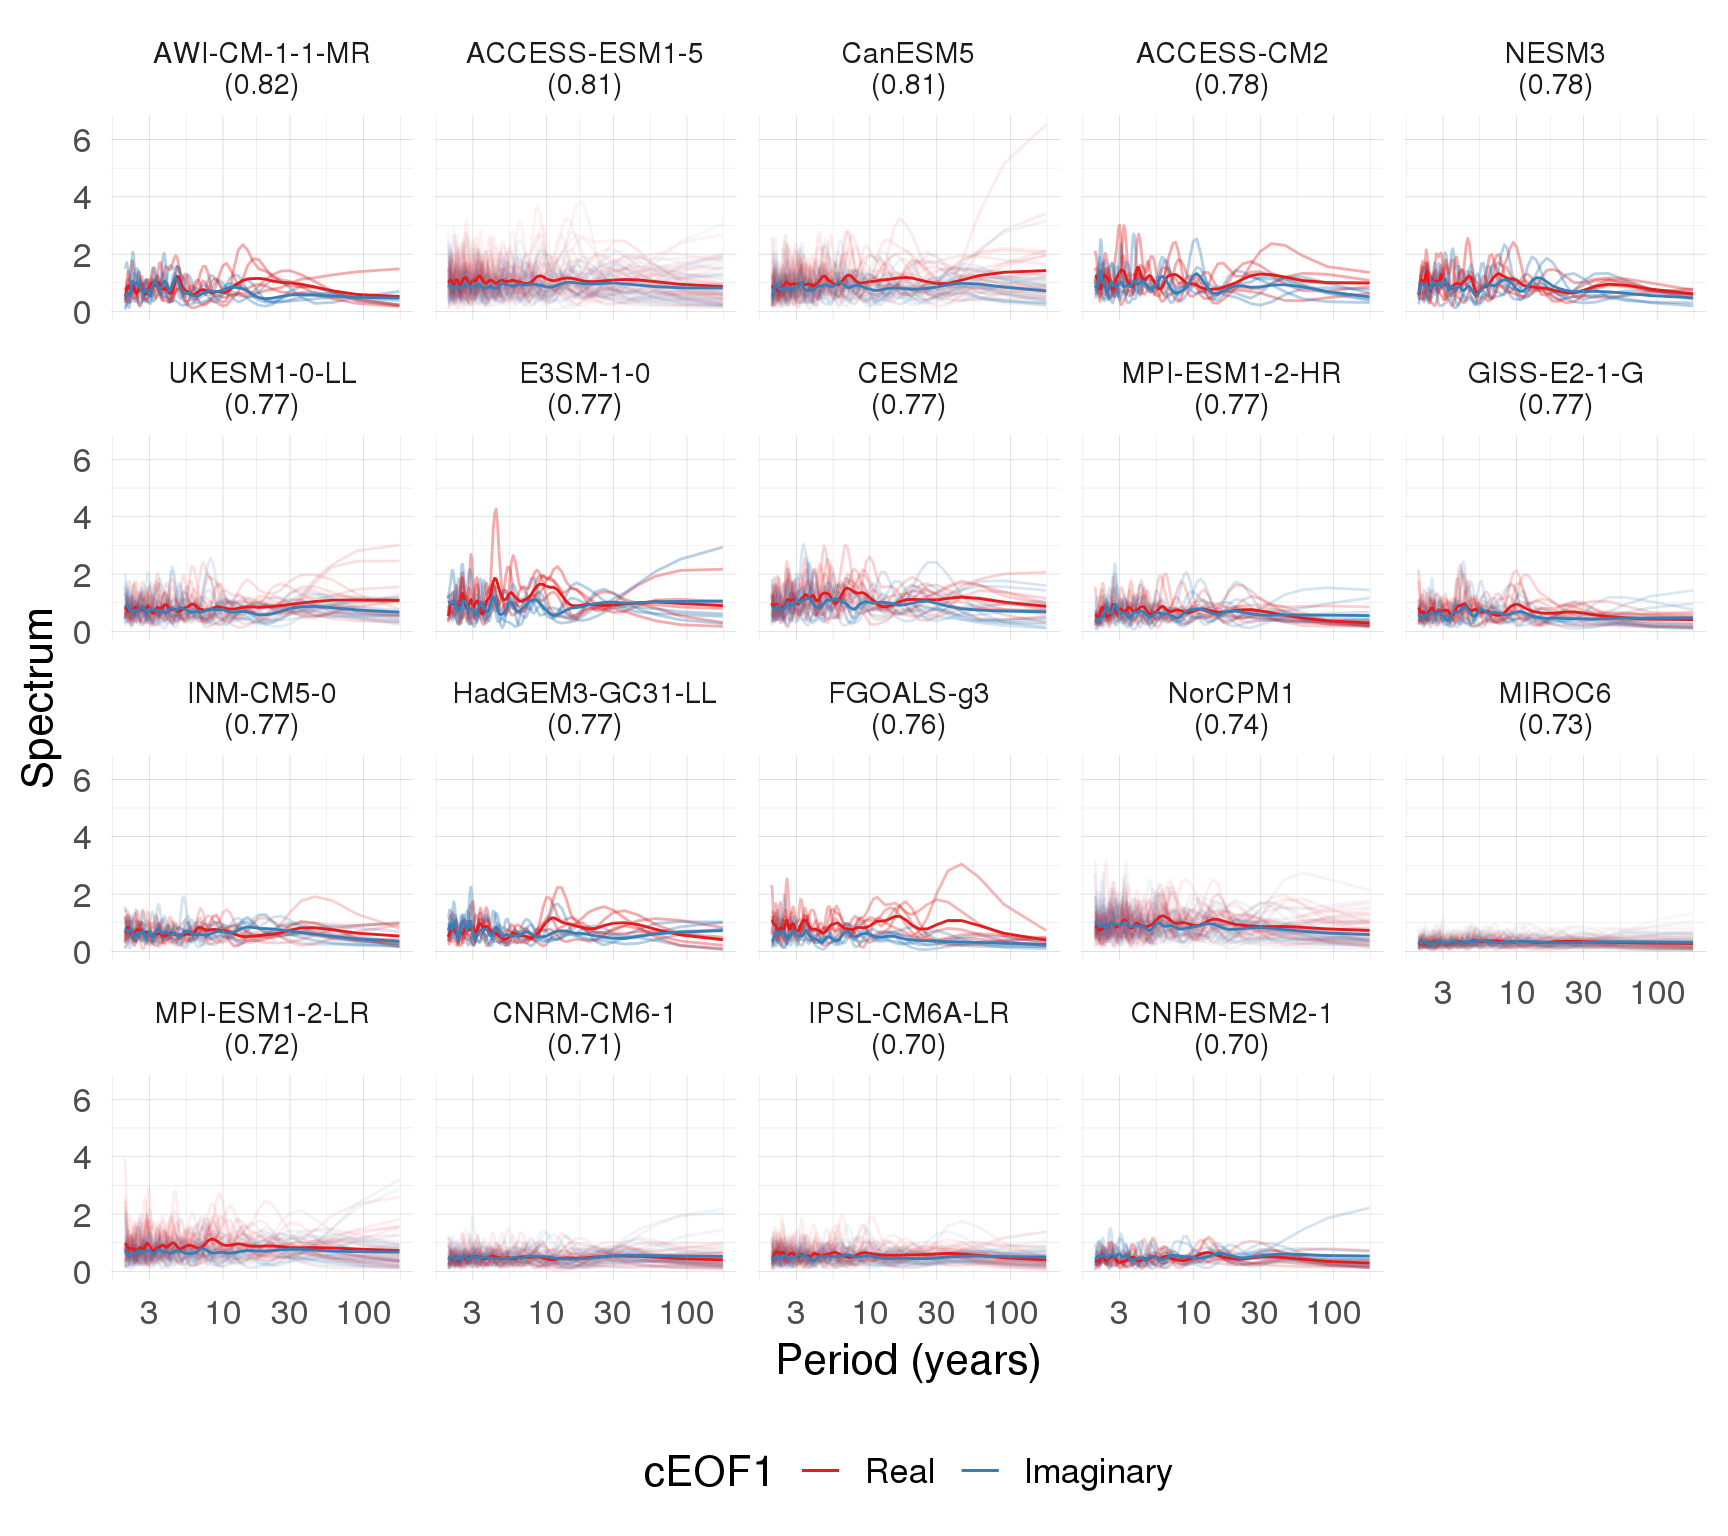 AWI-CM-1-1-MR
(0.82)
ACCESS-ESM1-5
(0.81)
CanESM5
(0.81)
ACCESS-CM2
(0.78)
NESM3
(0.78)
6
4
2
0
UKESM1-0-LL
(0.77)
E3SM-1-0
(0.77)
CESM2
(0.77)
MPI-ESM1-2-HR
(0.77)
GISS-E2-1-G
(0.77)
6
4
2
0
Spectrum
INM-CM5-0
(0.77)
HadGEM3-GC31-LL
(0.77)
FGOALS-g3
(0.76)
NorCPM1
(0.74)
MIROC6
(0.73)
6
4
2
0
3 10 30 100
MPI-ESM1-2-LR
(0.72)
CNRM-CM6-1
(0.71)
IPSL-CM6A-LR
(0.70)
CNRM-ESM2-1
(0.70)
6
4
2
0
3 10 30 100
3 10 30 100
3 10 30 100
3 10 30 100
Period (years)
cEOF1 Real Imaginary